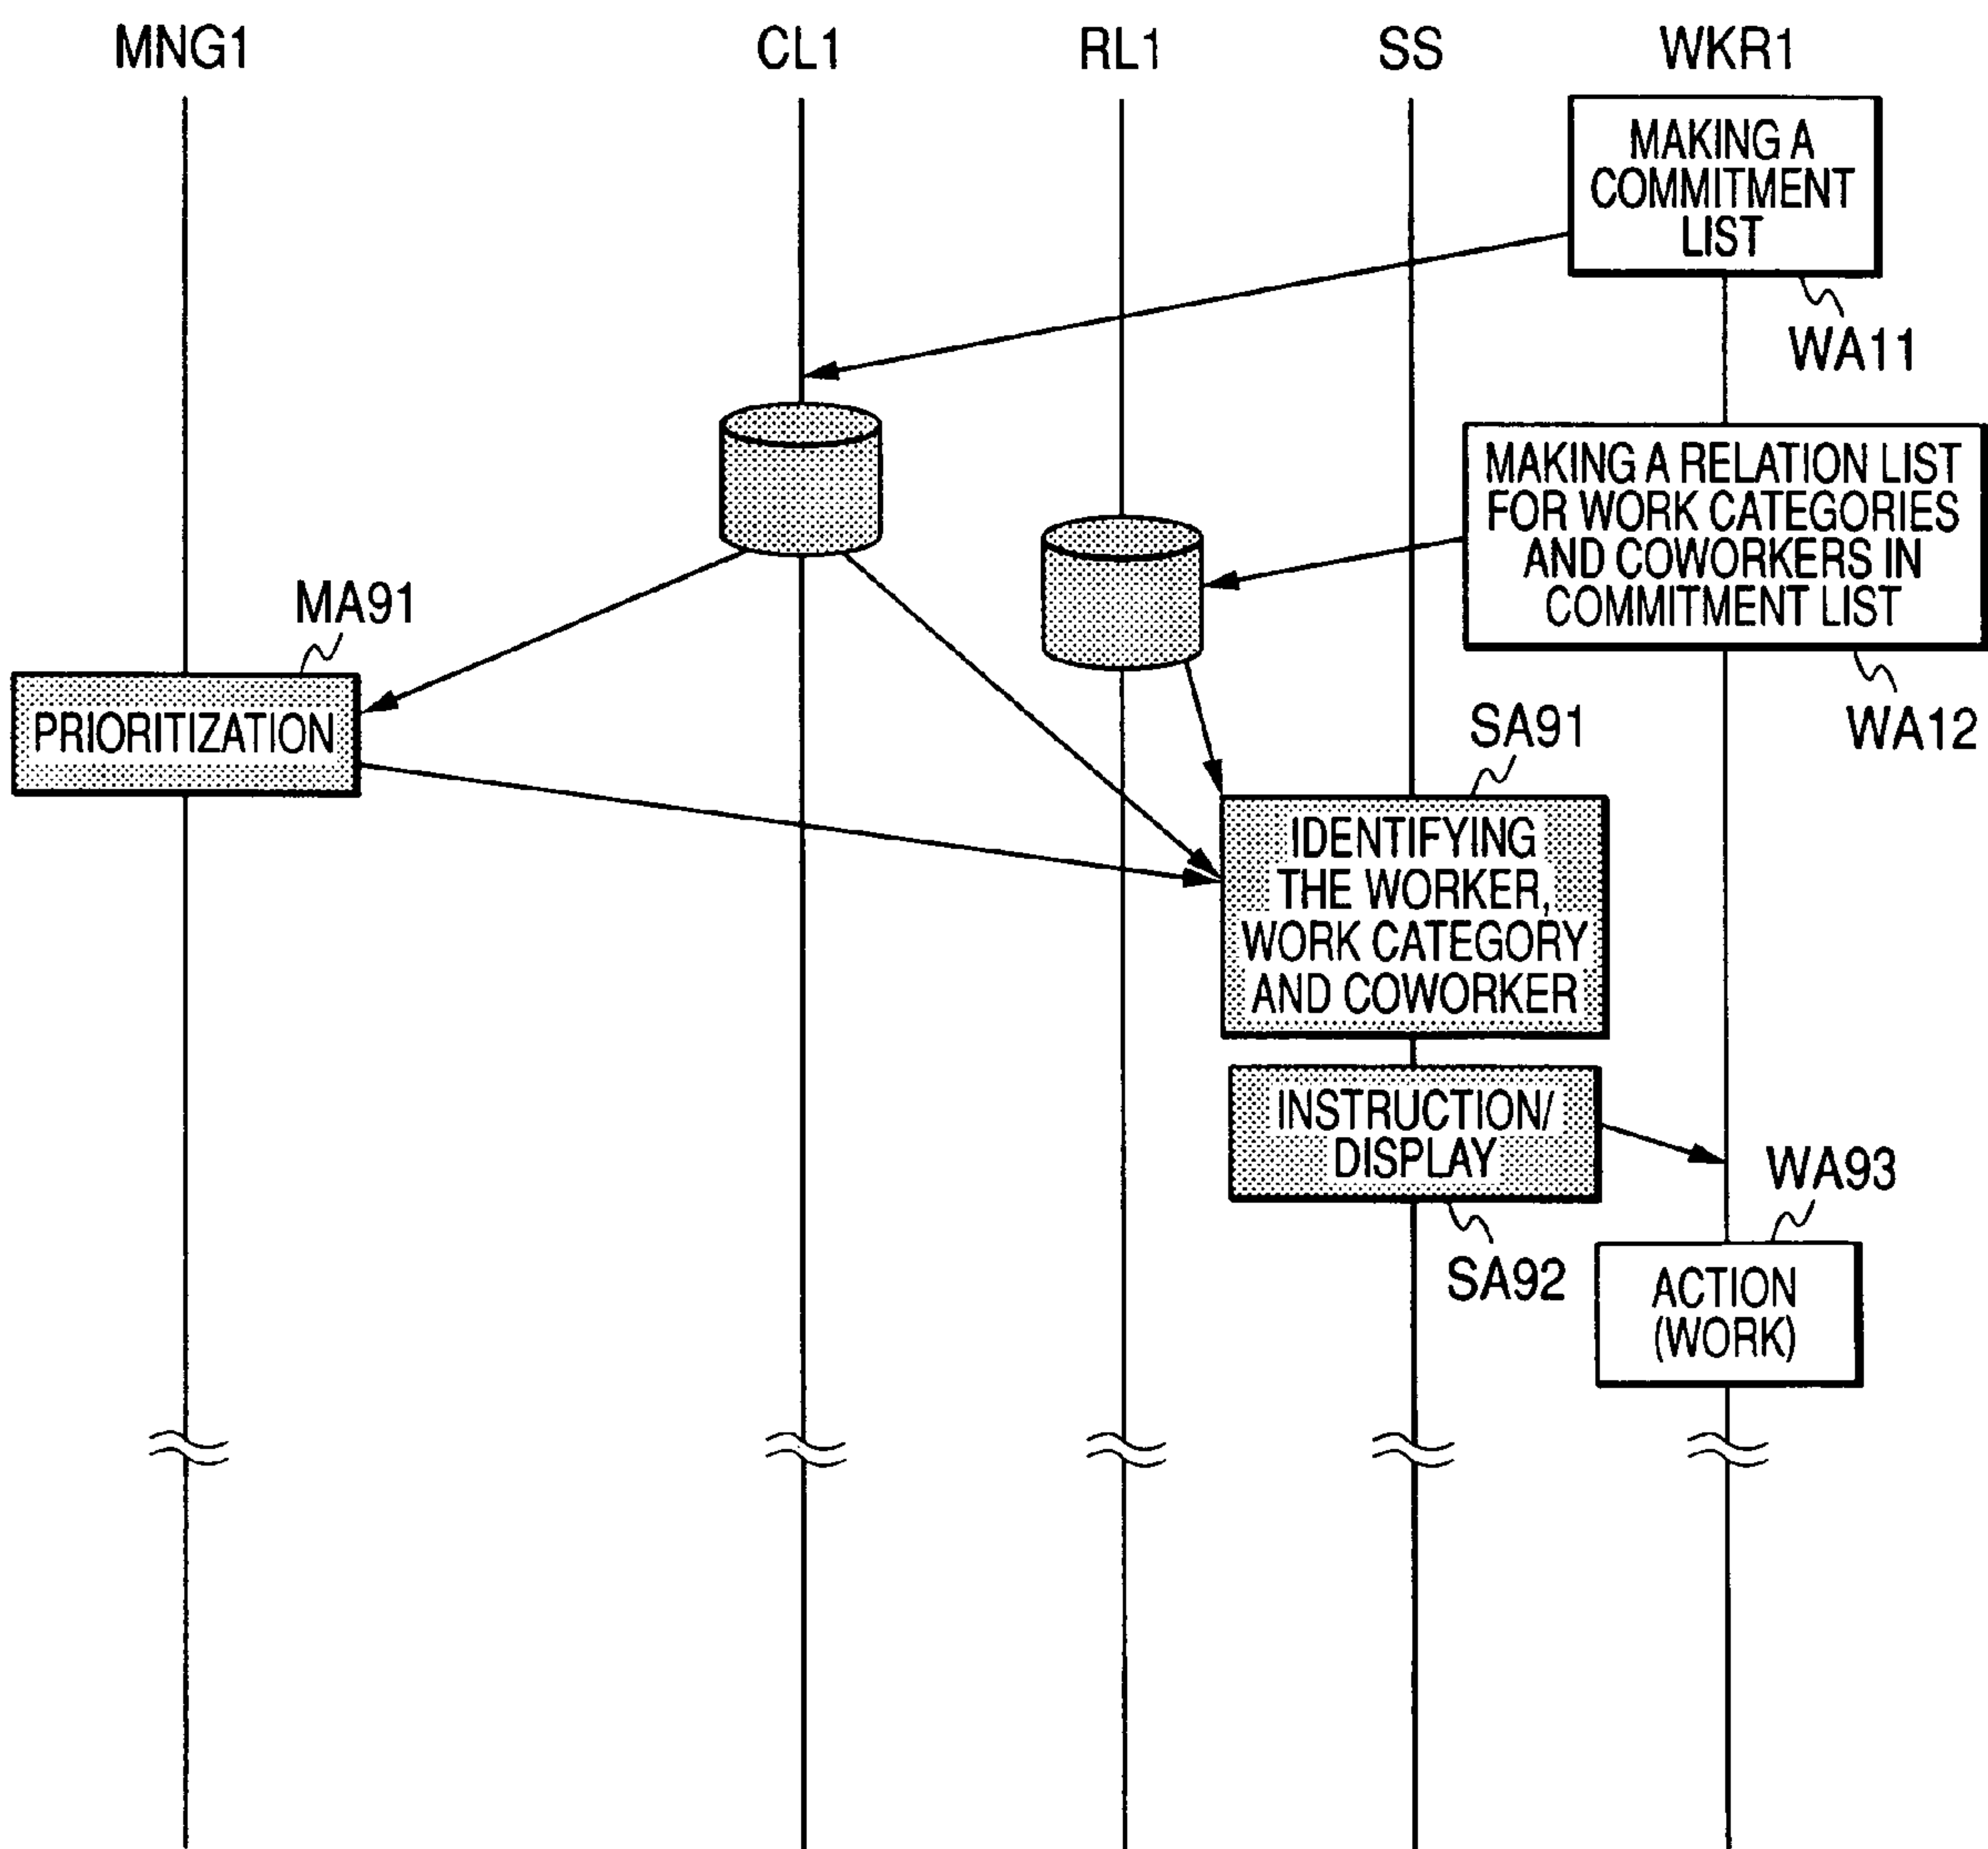 MNG1
CL1
RL1
SS
WKR1
MAKING A
COMMITMENT
LIST
WA11
MAKING A RELATION LIST
FOR WORK CATEGORIES
AND COWORKERS IN
COMMITMENT LIST
WA12
MA91
PRIORITIZATION
SA91
IDENTIFYING
THE WORKER,
WORK CATEGORY
AND COWORKER
INSTRUCTION/
DISPLAY
SA92
WA93
ACTION
(WORK)